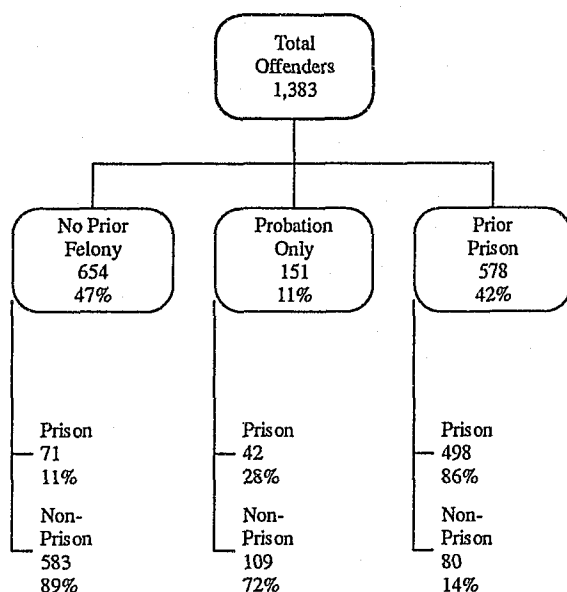 Total
Offenders
1,383
No Prior
Felony
654
47%
Probation
Only
151
11%
Prior
Prison
578
42%
Prison
71
11%
Non-
Prison
583
89%
Prison
42
28%
Non-
Prison
109
72%
Prison
498
86%
Non-
Prison
80
14%